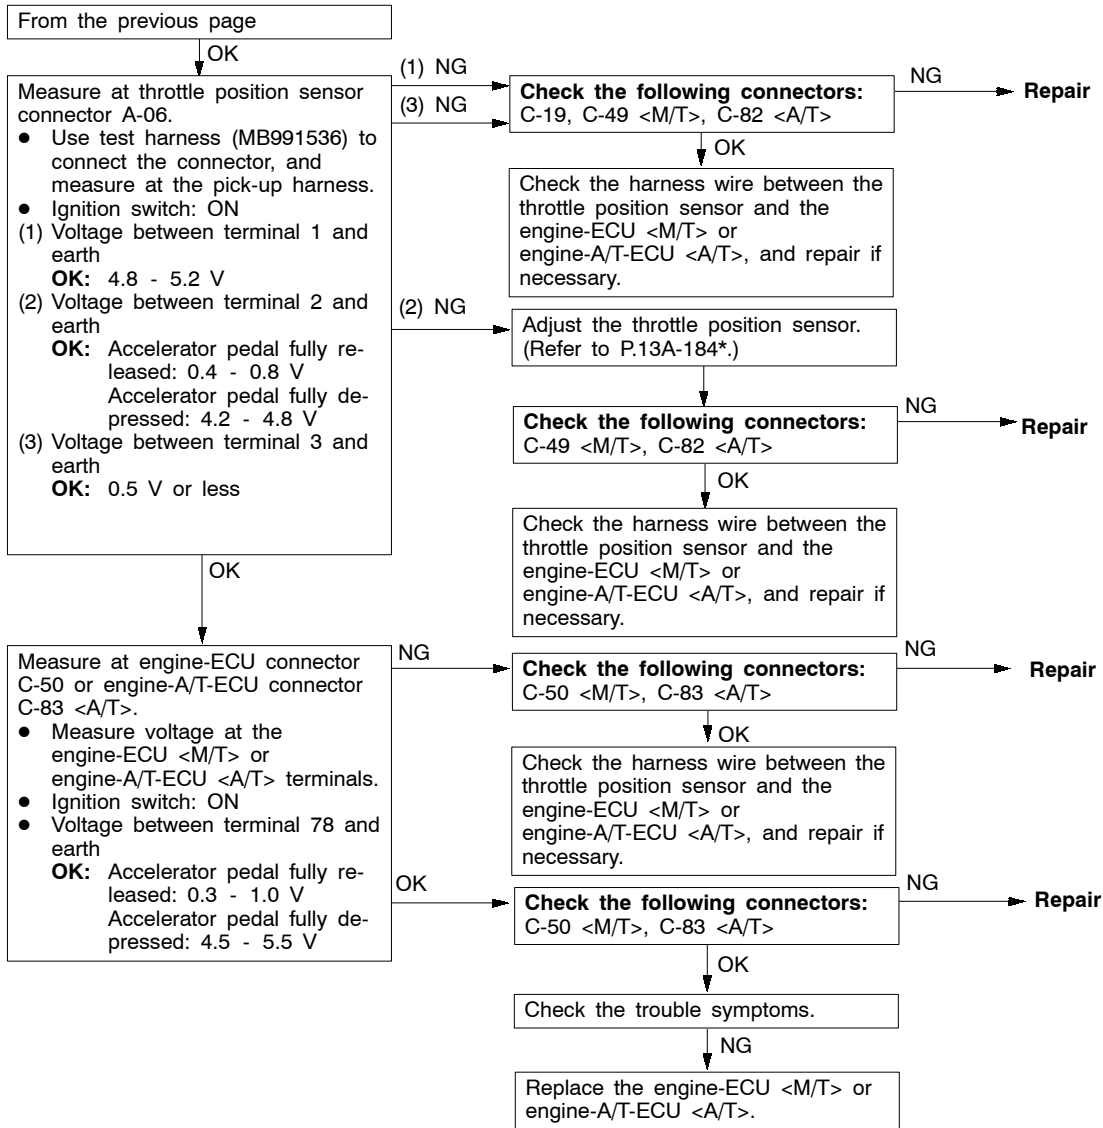 From the previous page
OK
Measure at throttle position sensor
connector A-06.
● Use test harness (MB991536) to
connect the connector, and
measure at the pick-up harness.
● Ignition switch: ON
(1) Voltage between terminal 1 and
earth
OK: 4.8 - 5.2 V
(2) Voltage between terminal 2 and
earth
OK: Accelerator pedal fully re-
leased: 0.4 - 0.8 V
Accelerator pedal fully de-
pressed: 4.2 - 4.8 V
(3) Voltage between terminal 3 and
earth
OK: 0.5 V or less
(1) NG
(3) NG
Check the following connectors:
C-19, C-49 <M/T>, C-82 <A/T>
NG
Repair
OK
Check the harness wire between the
throttle position sensor and the
engine-ECU <M/T> or
engine-A/T-ECU <A/T>, and repair if
necessary.
(2) NG
Adjust the throttle position sensor.
(Refer to P.13A-184*.)
Check the following connectors:
C-49 <M/T>, C-82 <A/T>
NG
Repair
OK
Check the harness wire between the
throttle position sensor and the
engine-ECU <M/T> or
engine-A/T-ECU <A/T>, and repair if
necessary.
OK
Measure at engine-ECU connector
C-50 or engine-A/T-ECU connector
C-83 <A/T>.
● Measure voltage at the
engine-ECU <M/T> or
engine-A/T-ECU <A/T> terminals.
● Ignition switch: ON
● Voltage between terminal 78 and
earth
OK: Accelerator pedal fully re-
leased: 0.3 - 1.0 V
Accelerator pedal fully de-
pressed: 4.5 - 5.5 V
NG
Check the following connectors:
C-50 <M/T>, C-83 <A/T>
NG
Repair
OK
Check the harness wire between the
throttle position sensor and the
engine-ECU <M/T> or
engine-A/T-ECU <A/T>, and repair if
necessary.
OK
Check the following connectors:
C-50 <M/T>, C-83 <A/T>
NG
Repair
OK
Check the trouble symptoms.
NG
Replace the engine-ECU <M/T> or
engine-A/T-ECU <A/T>.